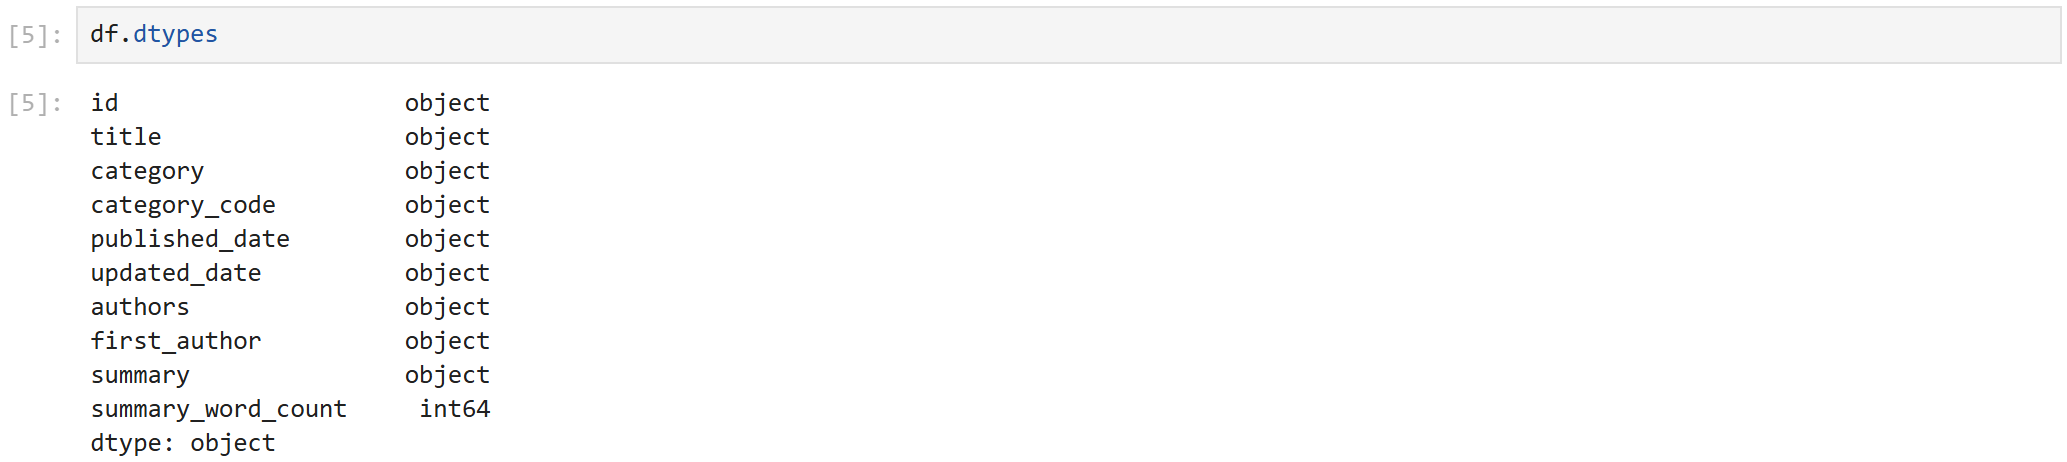 [5]: df.dtypes
[5]: id object
title object
category object
category_code object
published_date object
updated_date object
authors object
first_author object
summary object
summary_word_count int64
dtype: object